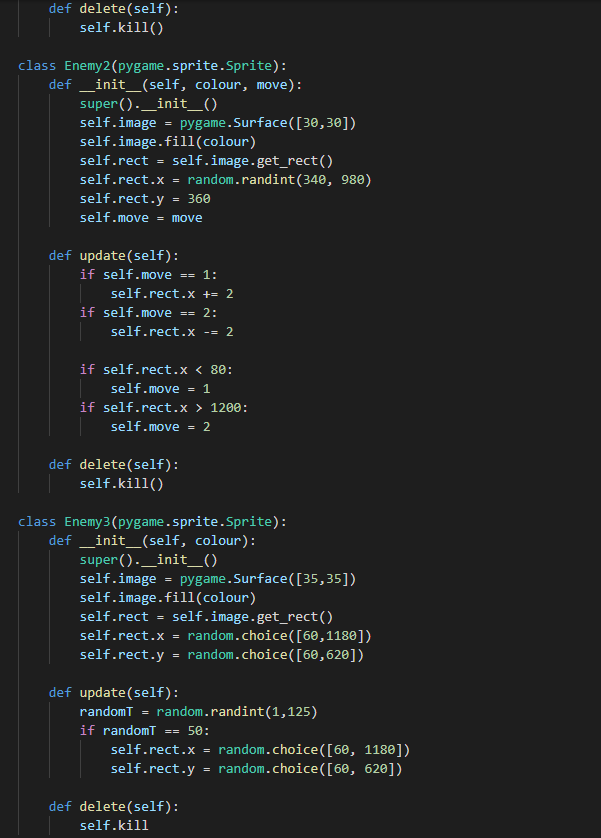 def delete(self):
        self.kill()

class Enemy2(pygame.sprite.Sprite):
    def __init__(self, colour, move):
        super().__init__()
        self.image = pygame.Surface([30,30])
        self.image.fill(colour)
        self.rect = self.image.get_rect()
        self.rect.x = random.randint(340, 980)
        self.rect.y = 360
        self.move = move

    def update(self):
        if self.move == 1:
            self.rect.x += 2
        if self.move == 2:
            self.rect.x -= 2

        if self.rect.x < 80:
            self.move = 1
        if self.rect.x > 1200:
            self.move = 2

    def delete(self):
        self.kill()

class Enemy3(pygame.sprite.Sprite):
    def __init__(self, colour):
        super().__init__()
        self.image = pygame.Surface([35,35])
        self.image.fill(colour)
        self.rect = self.image.get_rect()
        self.rect.x = random.choice([60,1180])
        self.rect.y = random.choice([60,620])

    def update(self):
        randomT = random.randint(1,125)
        if randomT == 50:
            self.rect.x = random.choice([60, 1180])
            self.rect.y = random.choice([60, 620])

    def delete(self):
        self.kill